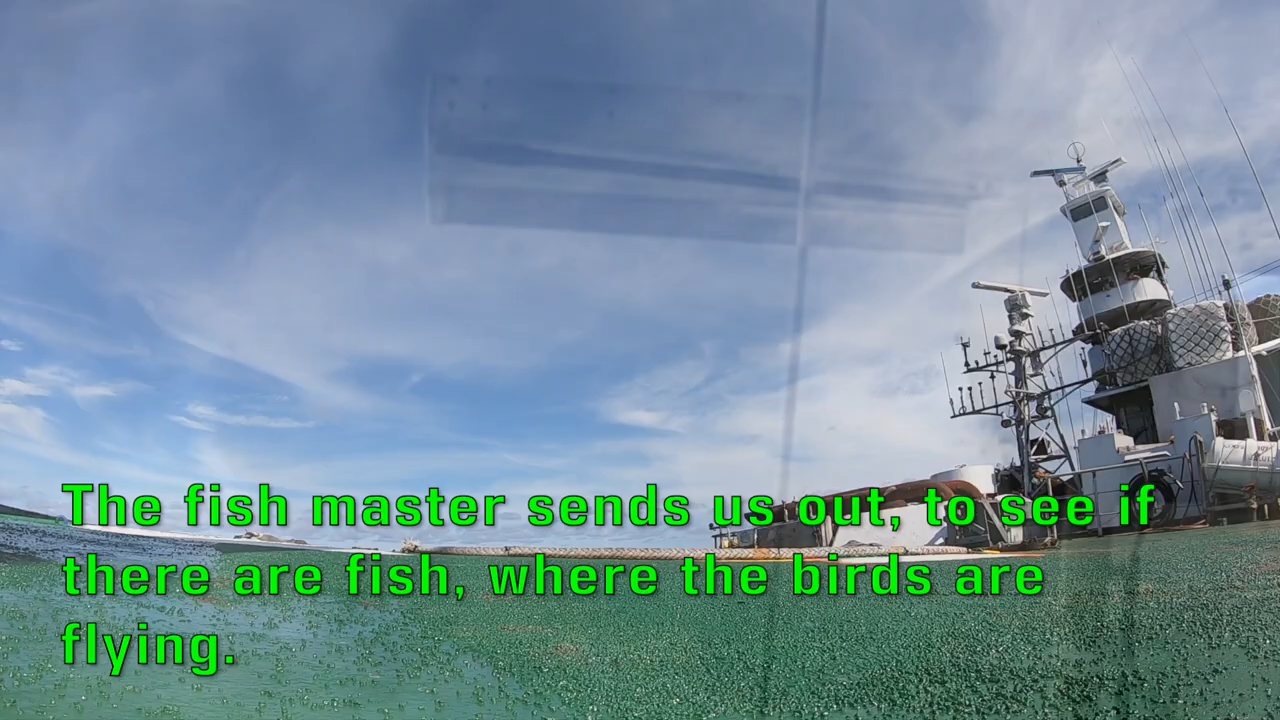 The fish master sends us out, to see if
there are fish, where the birds are
flying.